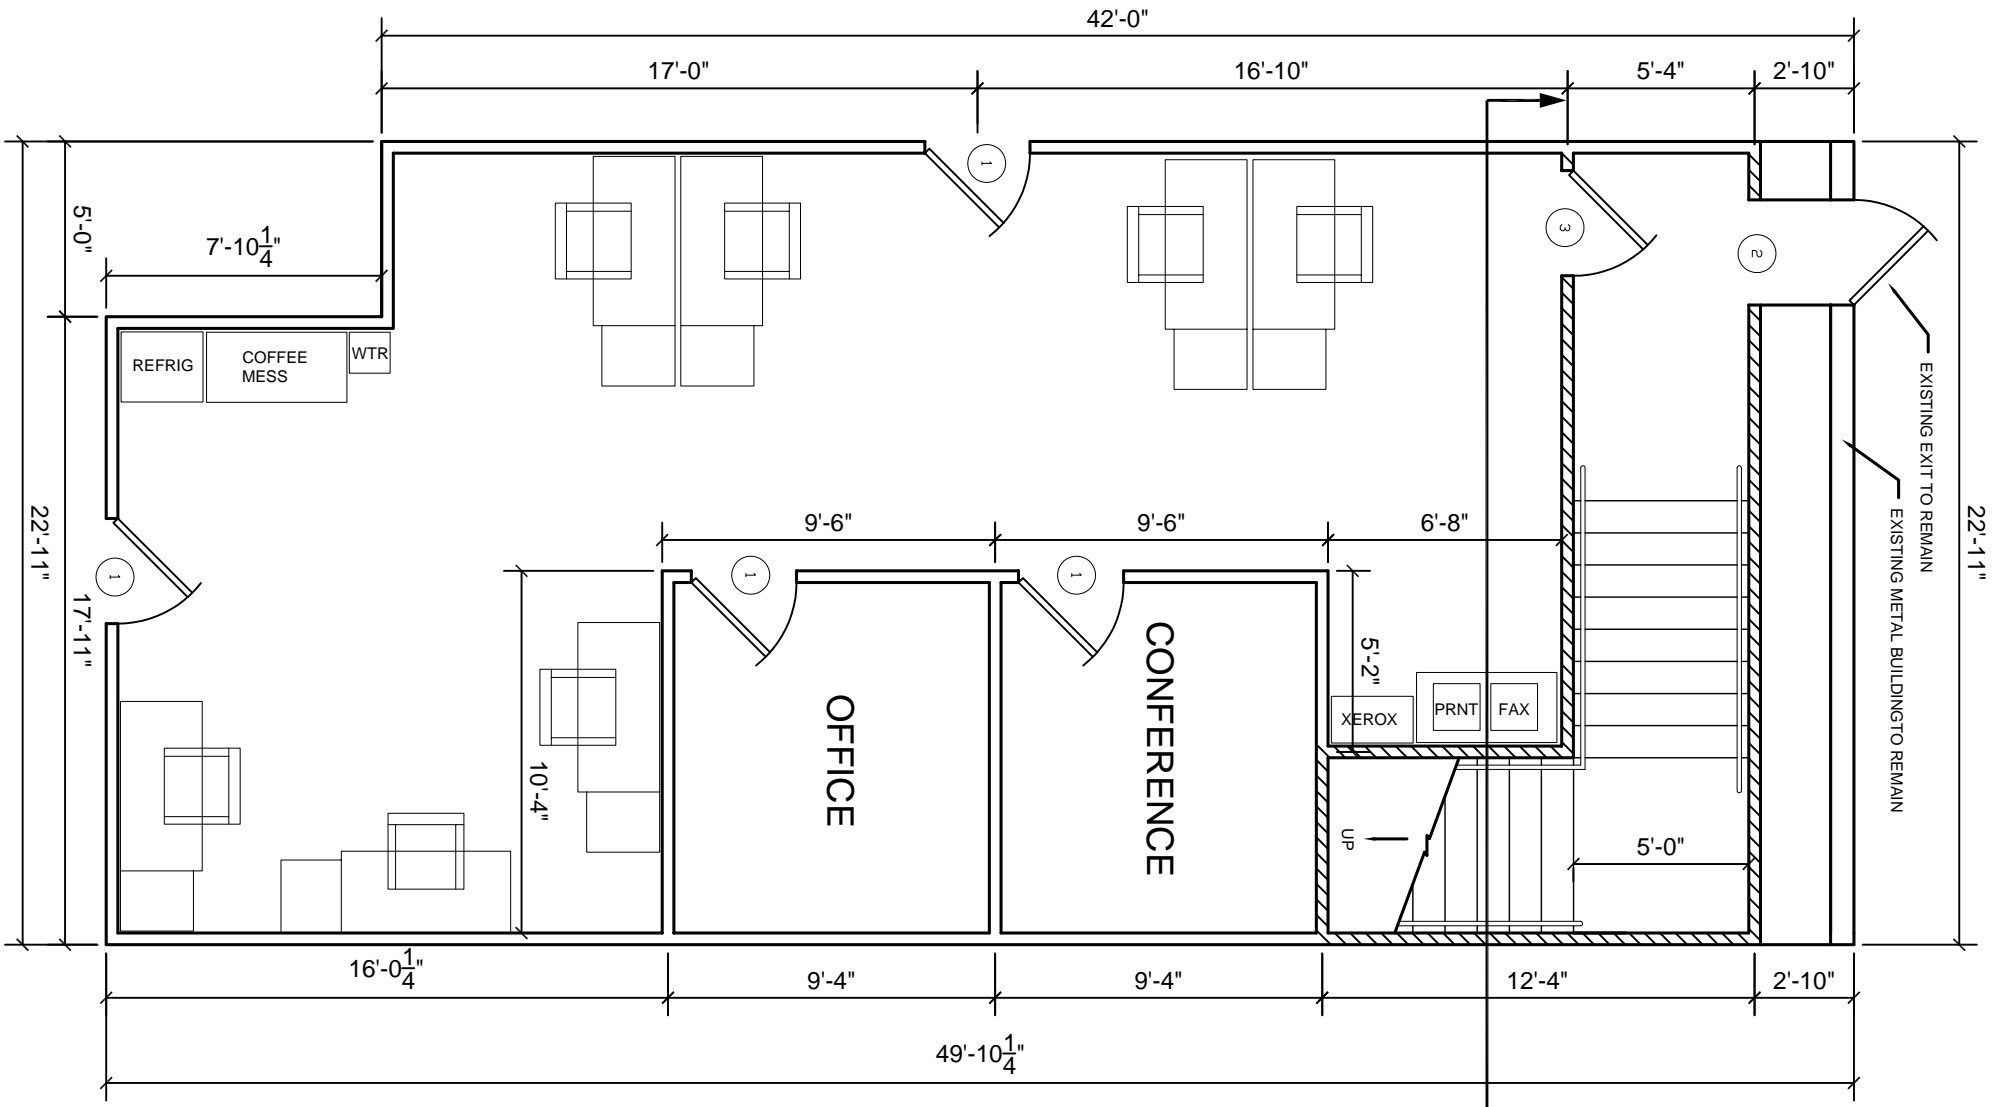 42'-0"
17'-0"
16'-10"
5'-4"
2'-10"
5'-0"
7'-10 1/4"
1
3
2
REFRIG
COFFEE
MESS
WTR
EXISTING EXIT TO REMAIN
EXISTING METAL BUILDINGTO REMAIN
22'-11"
22'-11"
17'-11"
1
9'-6"
9'-6"
6'-8"
1
1
5'-2"
10'-4"
OFFICE
CONFERENCE
XEROX
PRNT
FAX
UP
5'-0"
16'-0 1/4"
9'-4"
9'-4"
12'-4"
2'-10"
49'-10 1/4"